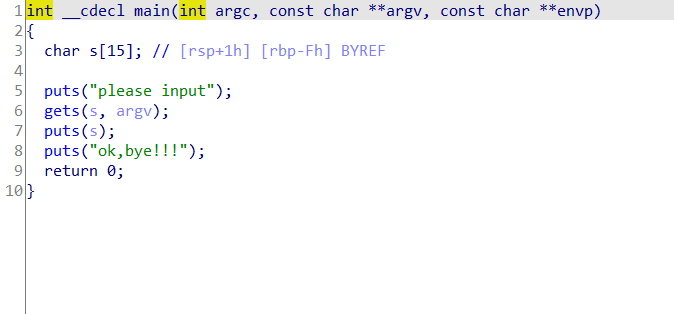 1 int __cdecl main(int argc, const char **argv, const char **envp)
2 {
3 char s[15]; // [rsp+1h] [rbp-Fh] BYREF
4
5 puts("please input");
6 gets(s, argv);
7 puts(s);
8 puts("ok,bye!!!");
9 return 0;
10 }